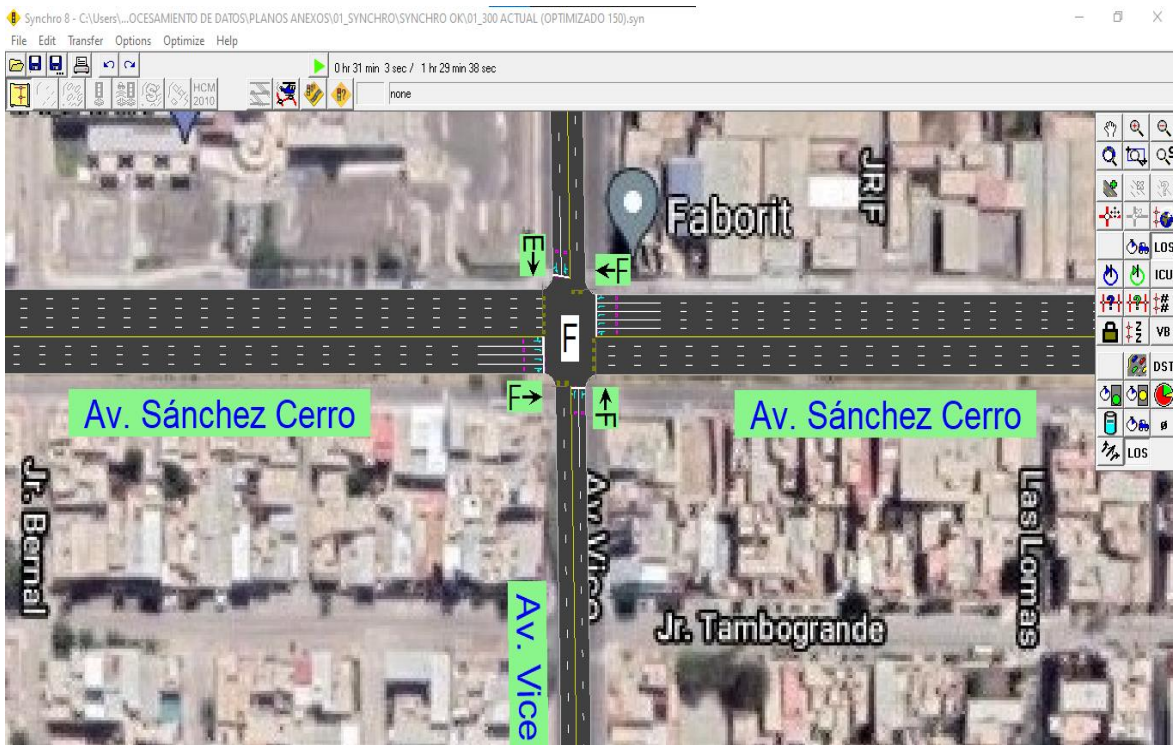 Synchro 8 - C:\Users\...OCESAMIENTO DE DATOS\PLANOS ANEXOS\01_SYNCHRO\SYNCHRO OK\01_300 ACTUAL (OPTIMIZADO 150).syn
File Edit Transfer Options Optimize Help
0 hr 31 min 3 sec / 1 hr 29 min 38 sec
HCM
2010
none
JRF
Faborit
E
F
F
F
F
Av. Sánchez Cerro
Av. Sánchez Cerro
Jr. Bernal
Av. Vice
Av Vice
Jr. Tambogrande
Las Lomas
LOS
ICU
VB
DST
ø
LOS